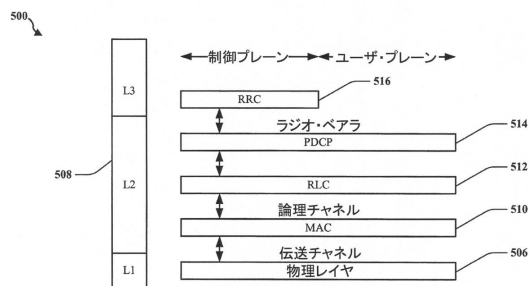 500
制御プレーン ユーザ・プレーン
L3
RRC
516
ラジオ・ベアラ
PDCP
514
508
L2
RLC
512
論理チャネル
MAC
510
伝送チャネル
L1
物理レイヤ
506